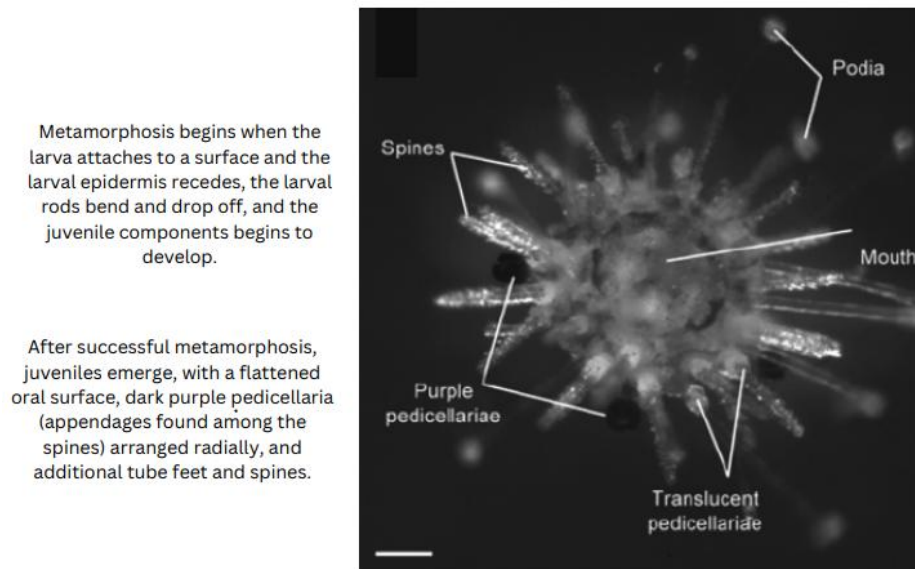 Metamorphosis begins when the
larva attaches to a surface and the
larval epidermis recedes, the larval
rods bend and drop off, and the
juvenile components begins to
develop.
After successful metamorphosis,
juveniles emerge, with a flattened
oral surface, dark purple pedicellaria
(appendages found among the
spines) arranged radially, and
additional tube feet and spines.
Podia
Spines
Mouth
Purple
pedicellariae
Translucent
pedicellariae